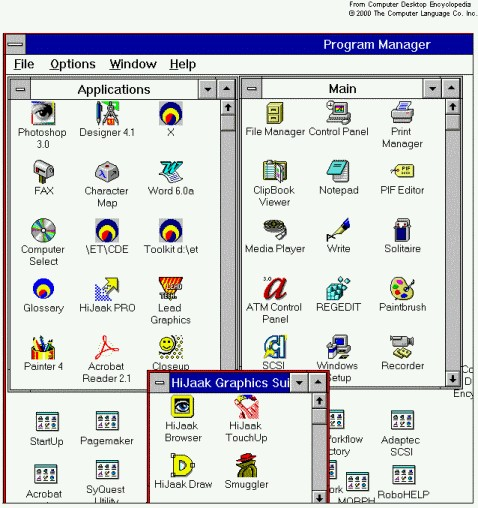 From Computer Desktop Encyclopedia
© 2000 The Computer Language Co. Inc.
Program Manager
File Options Window Help
Applications
Photoshop
3.0
Designer 4.1
X
FAX
Character
Map
Word 6.0a
Computer
Select
\ET\CDE
Toolkit d:\et
Glossary
HiJaak PRO
Lead
Graphics
Painter 4
Acrobat
Reader 2.1
Closeup
Main
File Manager
Control Panel
Print
Manager
ClipBook
Viewer
Notepad
PIF Editor
Media Player
Write
Solitaire
ATM Control
Panel
REGEDIT
Paintbrush
SCSI
Windows
Setup
Recorder
HiJaak Graphics Sui
HiJaak
Browser
HiJaak
TouchUp
HiJaak Draw
Smuggler
StartUp
Pagemaker
Acrobat
SyQuest
Utility
orkflow
ctory
Adaptec
SCSI
ork
MORPH
RoboHELP
Co
D
Ency